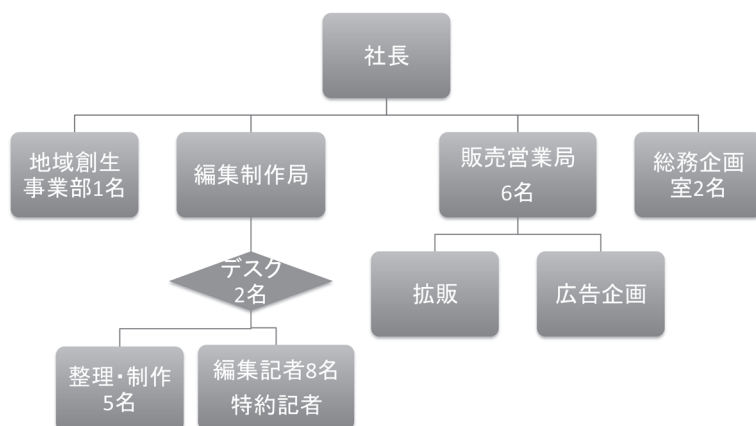 社長
地域創生
事業部1名
編集制作局
販売営業局
6名
総務企画
室2名
デスク
2名
拡販
広告企画
整理・制作
5名
編集記者8名
特約記者